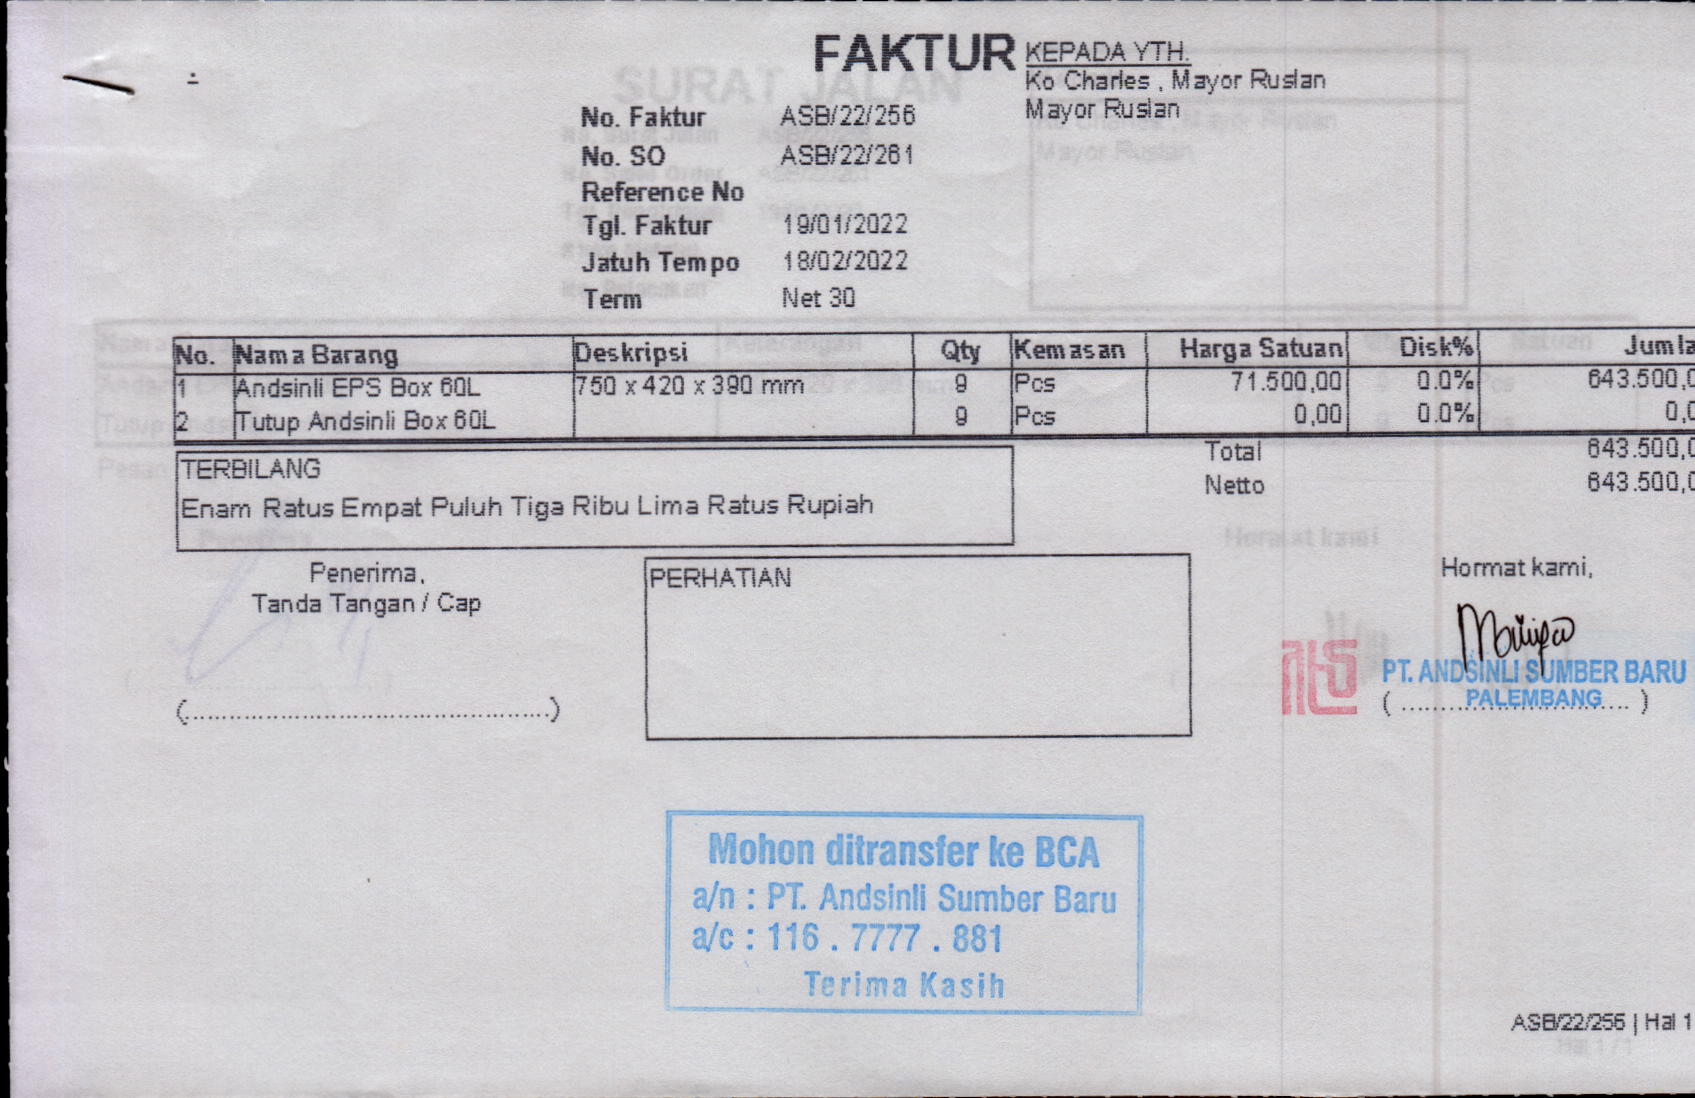 FAKTUR
KEPADA YTH.
Ko Charles , Mayor Ruslan
Mayor Ruslan
No. Faktur ASB/22/256
No. SO ASB/22/261
Reference No
Tgl. Faktur 19/01/2022
Jatuh Tempo 18/02/2022
Term Net 30
No. Nama Barang Deskripsi Qty Kemasan Harga Satuan Disk% Jumla
1 Andsinli EPS Box 60L 750 x 420 x 390 mm 9 Pcs 71.500,00 0.0% 643.500,0
2 Tutup Andsinli Box 60L 9 Pcs 0,00 0.0% 0,0
Total 643.500,0
Netto 643.500,0
TERBILANG
Enam Ratus Empat Puluh Tiga Ribu Lima Ratus Rupiah
Penerima,
Tanda Tangan / Cap
(..............................................)
PERHATIAN
Hormat kami,
PT. ANDSINLI SUMBER BARU
PALEMBANG
( ............................. )
Mohon ditransfer ke BCA
a/n : PT. Andsinli Sumber Baru
a/c : 116 . 7777 . 881
Terima Kasih
ASB/22/256 | Hal 1